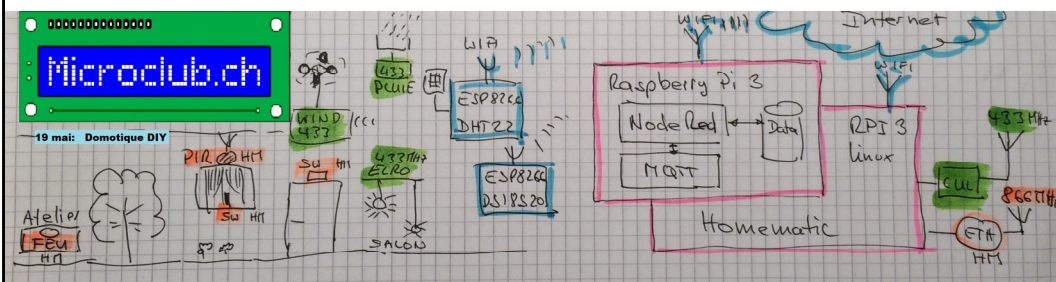 Microclub.ch
19 mai: Domotique DIY
Atelier
FEU
HM
PIR HM
SW HM
WIND
433
SW HM
433
PLUIE
433MHz
ELRO
SALON
WIFI
ESP8266
DHT22
ESP8266
DS18S20
WIFI
Raspberry Pi 3
Node Red
MQTT
Data
Homematic
RPI 3
Linux
Internet
WIFI
433MHz
CUL
866MHz
ETH
HM